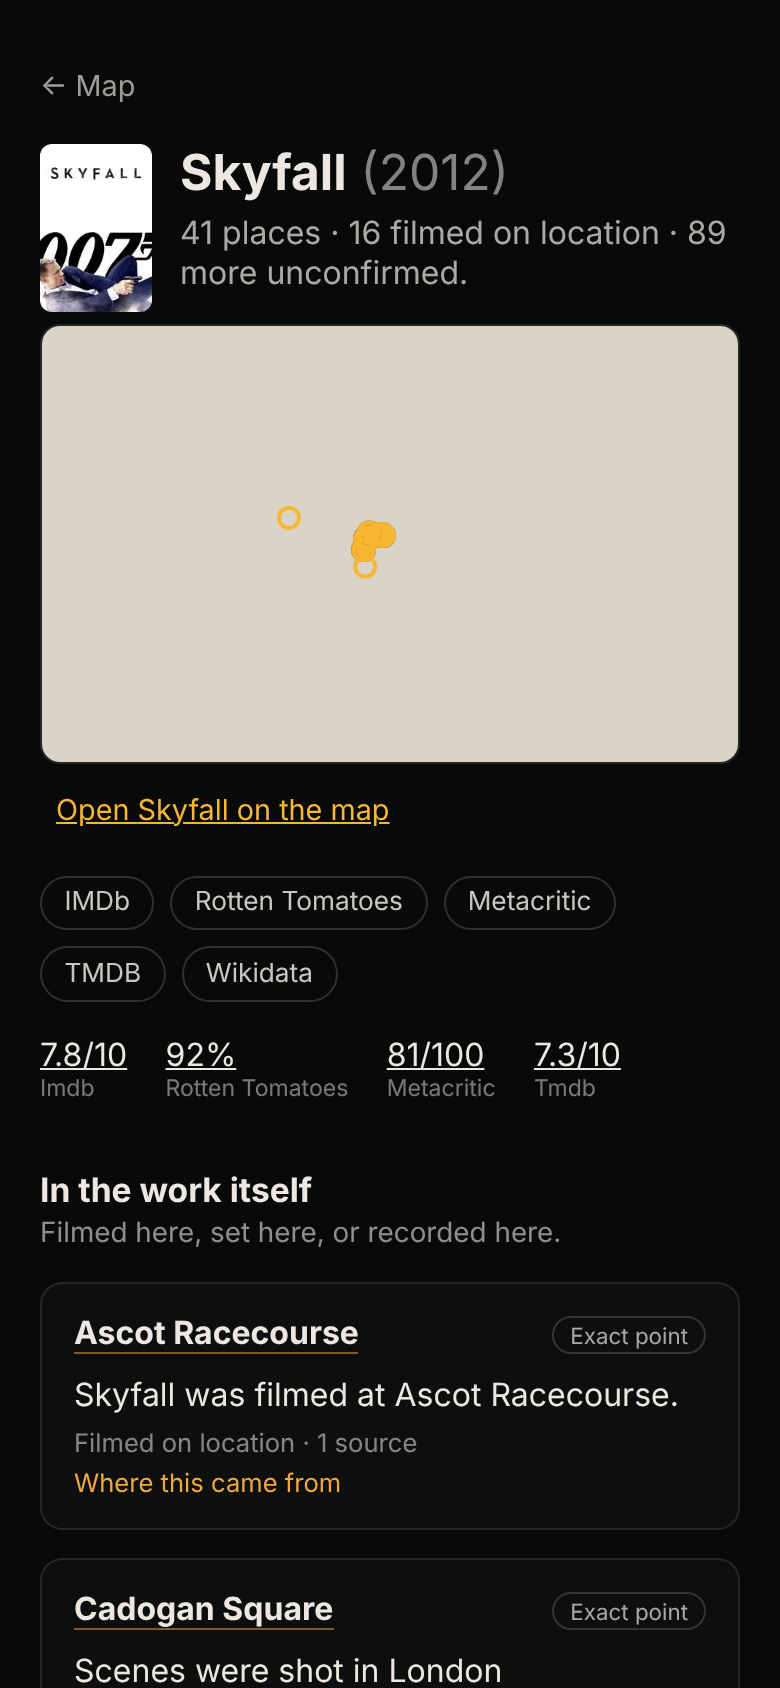 ← Map
SKYFALL
007
Skyfall (2012)
41 places · 16 filmed on location · 89
more unconfirmed.
Open Skyfall on the map
IMDb
Rotten Tomatoes
Metacritic
TMDB
Wikidata
7.8/10
Imdb
92%
Rotten Tomatoes
81/100
Metacritic
7.3/10
Tmdb
In the work itself
Filmed here, set here, or recorded here.
Ascot Racecourse
Exact point
Skyfall was filmed at Ascot Racecourse.
Filmed on location · 1 source
Where this came from
Cadogan Square
Exact point
Scenes were shot in London